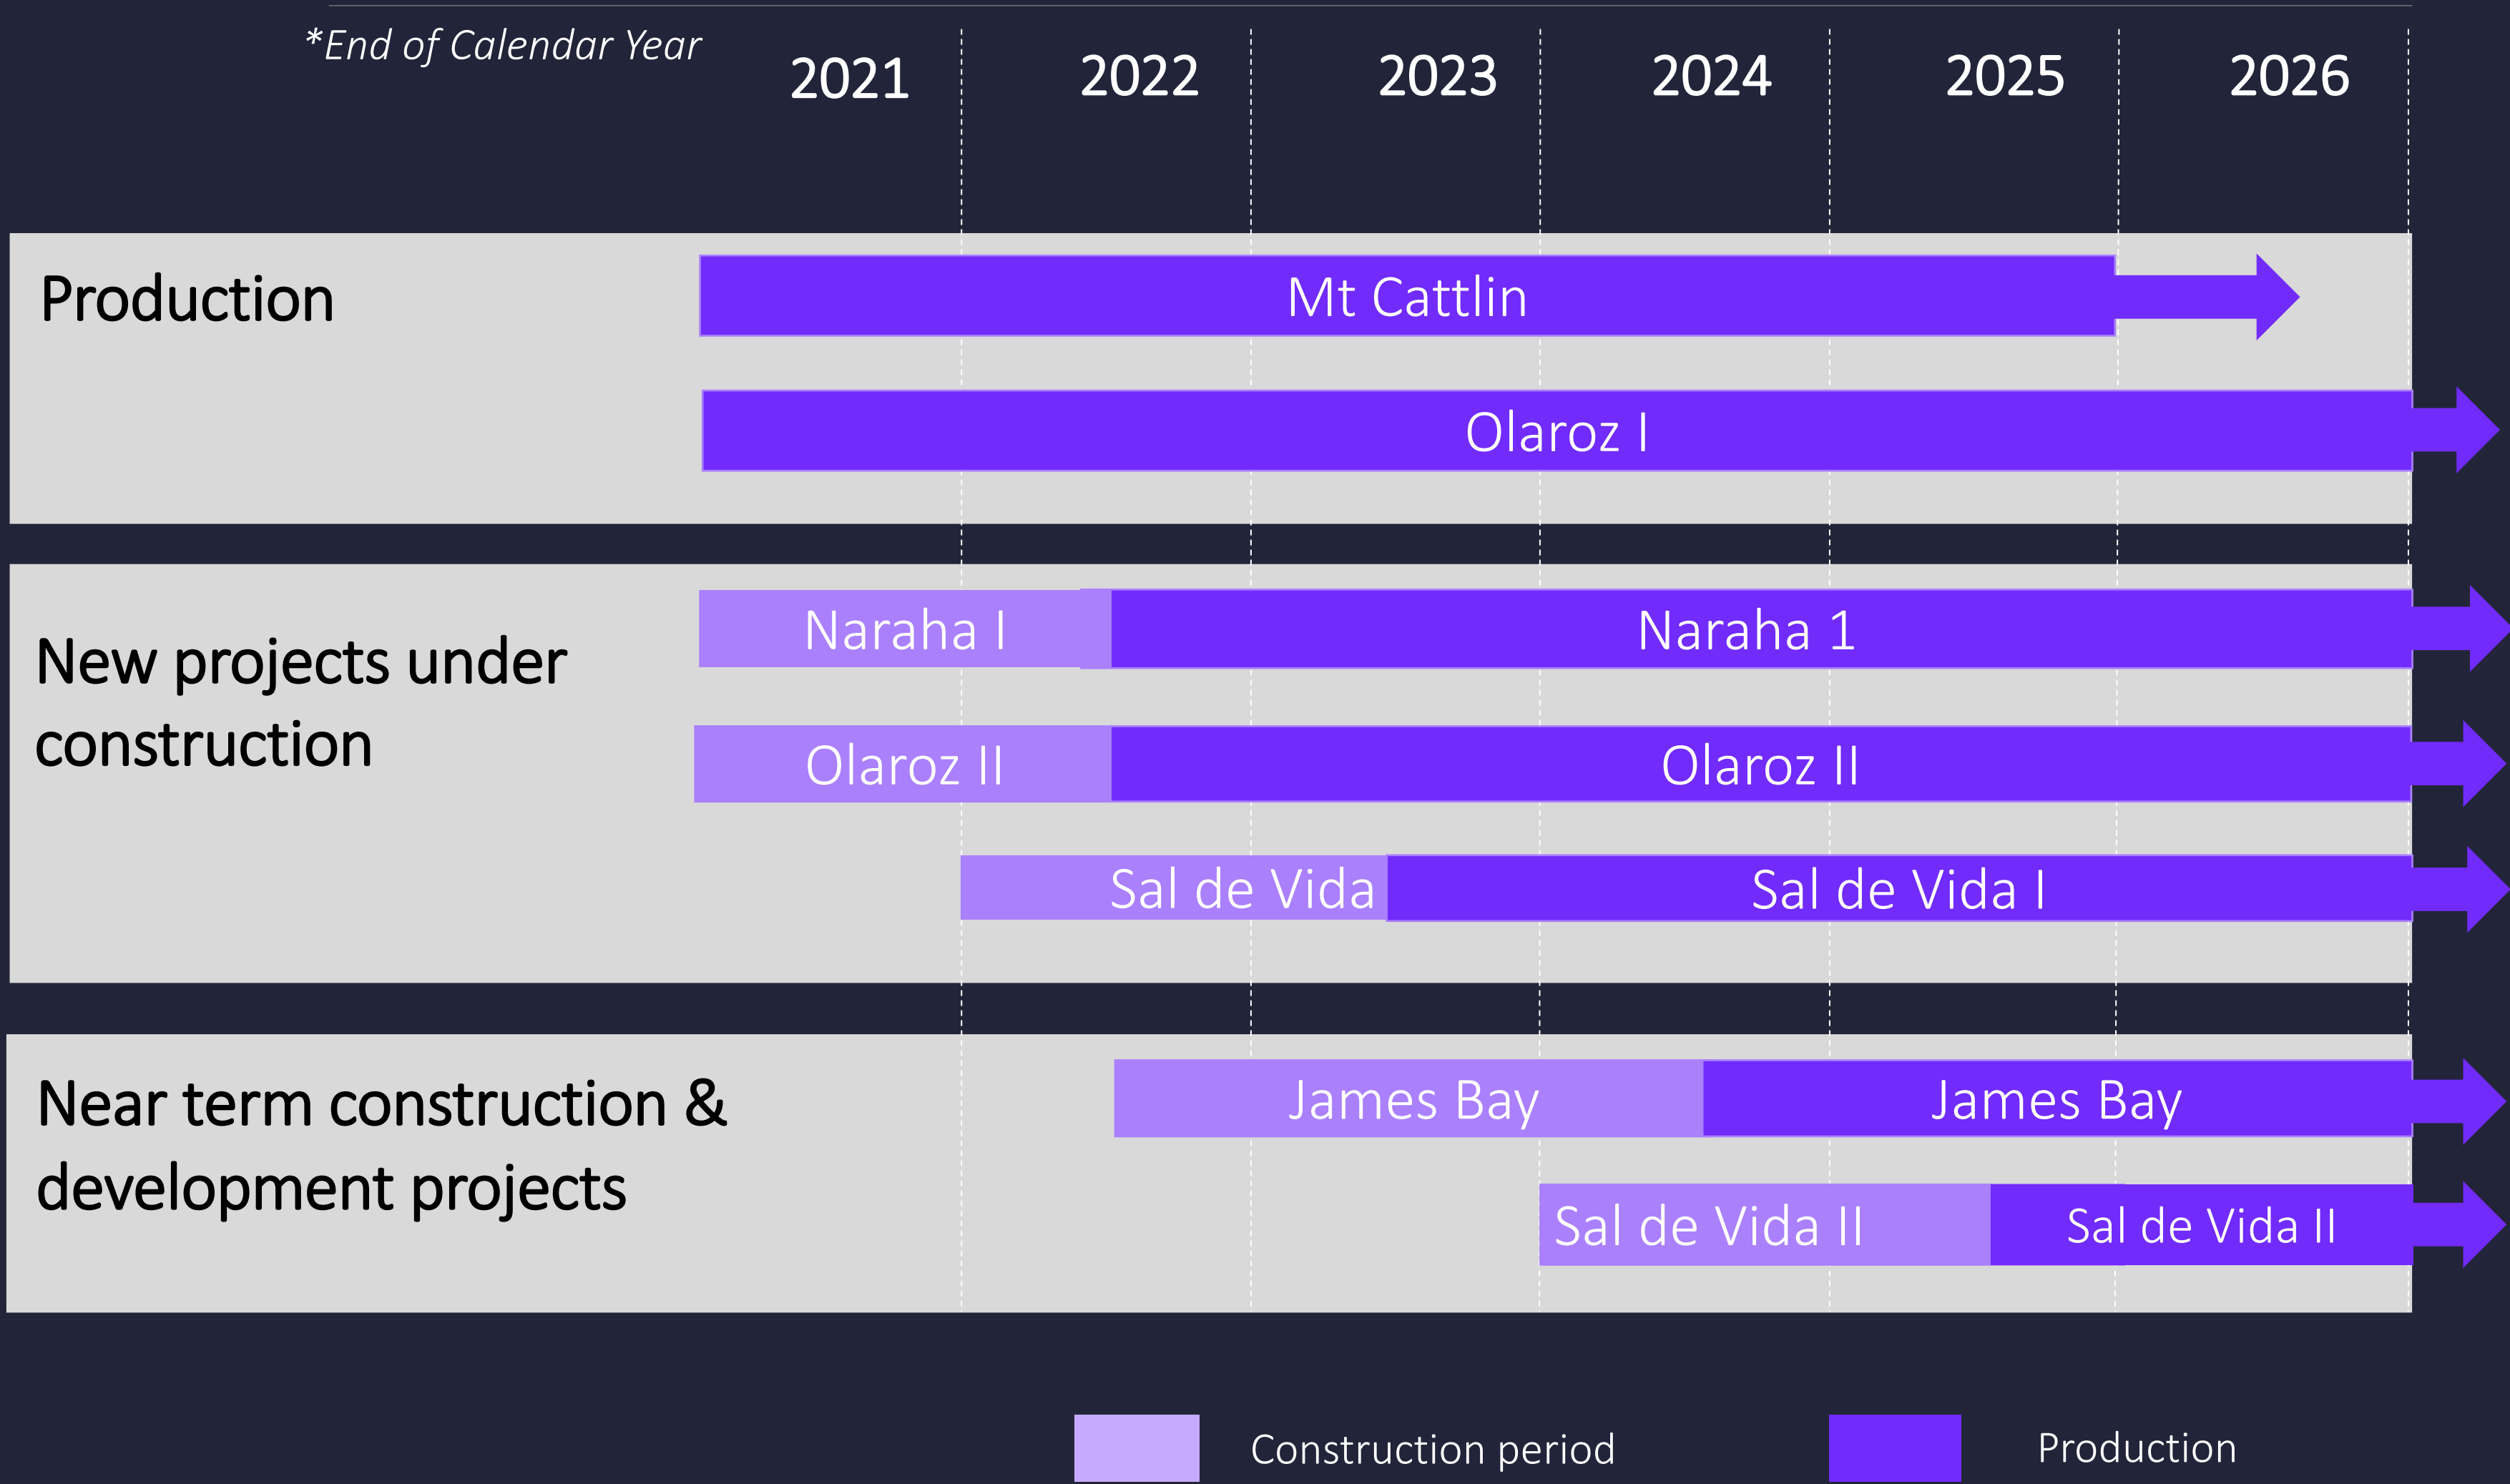 *End of Calendar Year
2021
2022
2023
2024
2025
2026
Production
Mt Cattlin
Olaroz I
New projects under
construction
Naraha I
Naraha 1
Olaroz II
Olaroz II
Sal de Vida
Sal de Vida I
Near term construction &
development projects
James Bay
James Bay
Sal de Vida II
Sal de Vida II
Construction period
Production